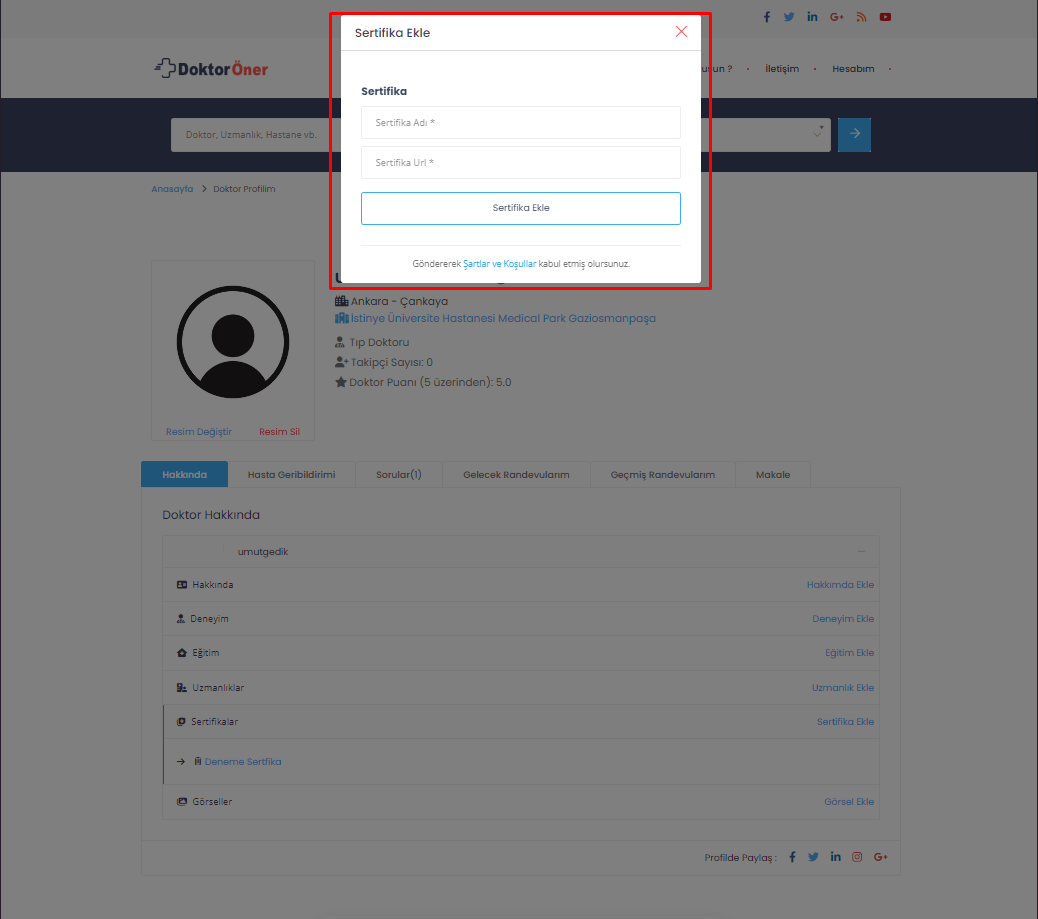 Sertifika Ekle
DoktorÖner
İletişim
Hesabım
Sertifika
Sertifika Adı *
Doktor, Uzmanlık, Hastane vb.
Sertifika Url *
Anasayfa > Doktor Profilim
Sertifika Ekle
Göndererek Şartlar ve Koşullar kabul etmiş olursunuz.
Ankara - Çankaya
İstinye Üniversite Hastanesi Medical Park Gaziosmanpaşa
Tıp Doktoru
Takipçi Sayısı: 0
Doktor Puanı (5 üzerinden): 5.0
Resim Değiştir Resim Sil
Hakkında Hasta Geribildirimi Sorular(1) Gelecek Randevularım Geçmiş Randevularım Makale
Doktor Hakkında
umutgedik
Hakkında Hakkımda Ekle
Deneyim Deneyim Ekle
Eğitim Eğitim Ekle
Uzmanlıklar Uzmanlık Ekle
Sertifikalar Sertifika Ekle
Deneme Sertfika
Görseller Görsel Ekle
Profilde Paylaş :